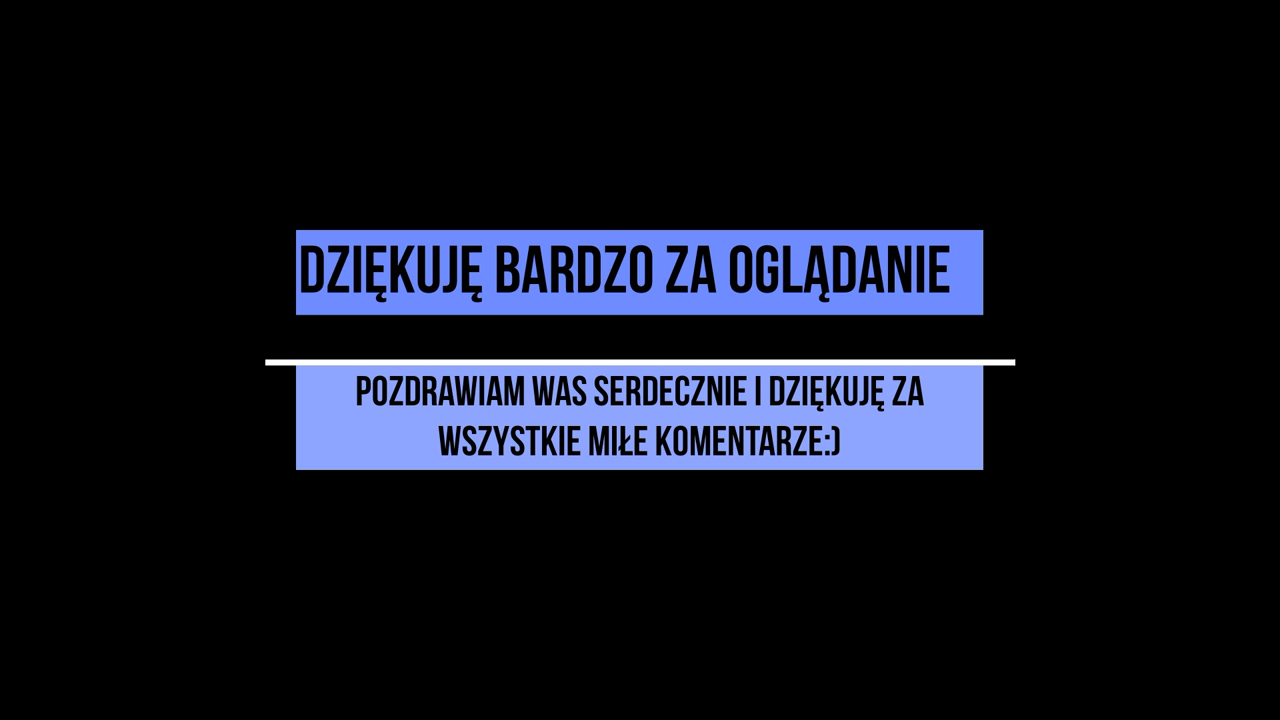 DZIĘKUJĘ BARDZO ZA OGLĄDANIE
POZDRAWIAM WAS SERDECZNIE I DZIĘKUJĘ ZA
WSZYSTKIE MIŁE KOMENTARZE:)